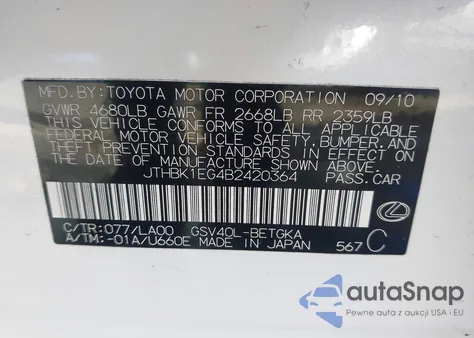 MFD.BY: TOYOTA MOTOR CORPORATION 09/10
GVWR 4680LB GAWR FR 2668LB RR 2359LB
THIS VEHICLE CONFORMS TO ALL APPLICABLE
FEDERAL MOTOR VEHICLE SAFETY,
BUMPER, AND THEFT PREVENTION STANDARDS IN EFFECT ON THE DATE OF
MANUFACTURE SHOWN ABOVE.
JTHBK1EG4B2420364 PASS.CAR
C/TR: 077/LA00 GSV40L-BETGKA
A/TM: -01A/U660E MADE IN JAPAN 567 C
autoSnap
Pewne auta z aukcji USA i EU